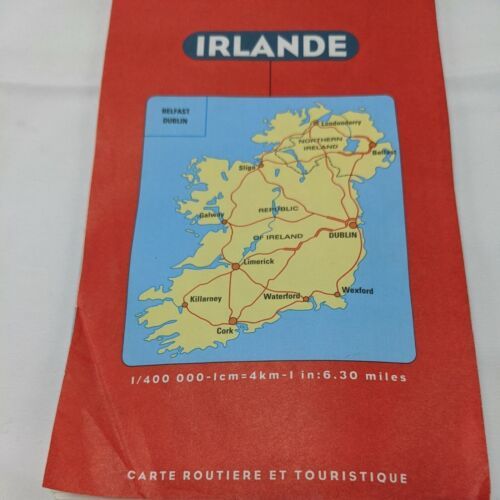 IRLANDE
BELFAST
DUBLIN
Londonderry
NORTHERN
IRELAND
Belfast
Sligo
Galway
REPUBLIC
DUBLIN
OF IRELAND
Limerick
Killarney
Waterford
Wexford
Cork
1/400 000-1cm=4km-1 in:6.30 miles
CARTE ROUTIERE ET TOURISTIQUE